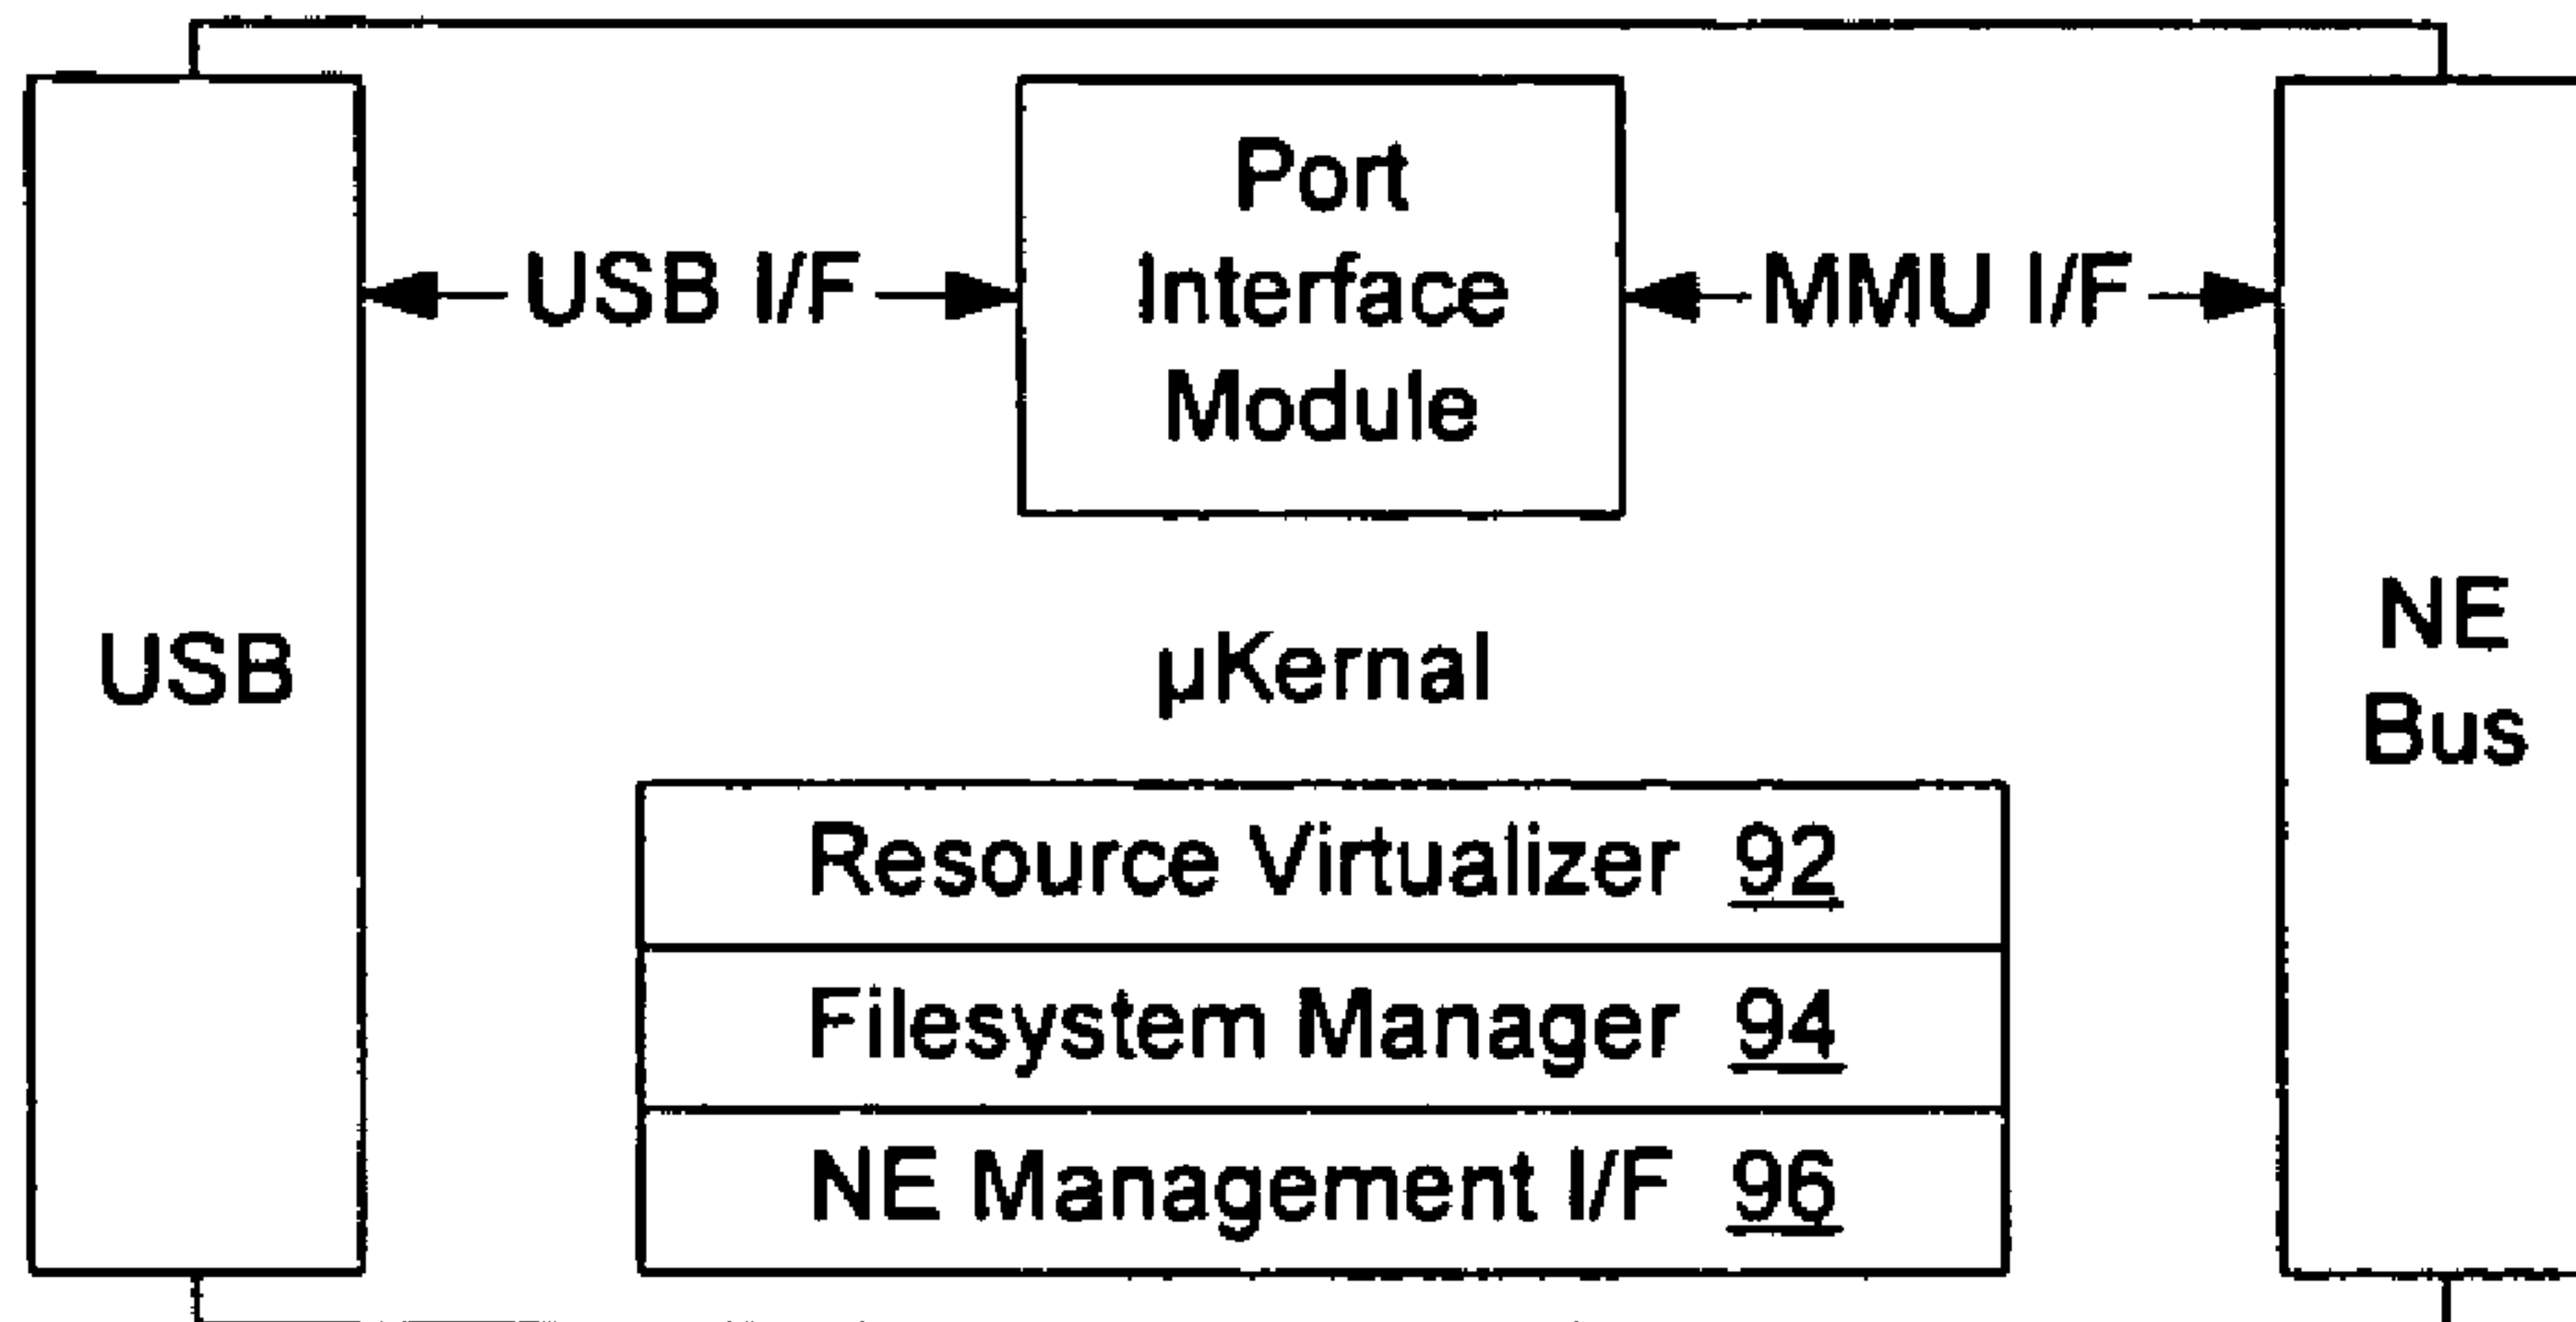 Port
Interface
Module
USB I/F
MMU I/F
USB
µKernal
NE
Bus
Resource Virtualizer 92
Filesystem Manager 94
NE Management I/F 96